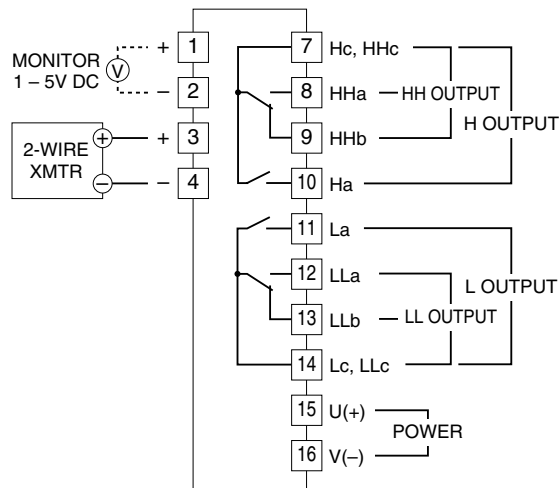 MONITOR
1 – 5V DC
V
+
1
–
2
2-WIRE
XMTR
+
+
3
–
–
4
7 Hc, HHc
8 HHa
9 HHb
10 Ha
HH OUTPUT
H OUTPUT
11 La
12 LLa
13 LLb
14 Lc, LLc
LL OUTPUT
L OUTPUT
15 U(+)
16 V(–)
POWER